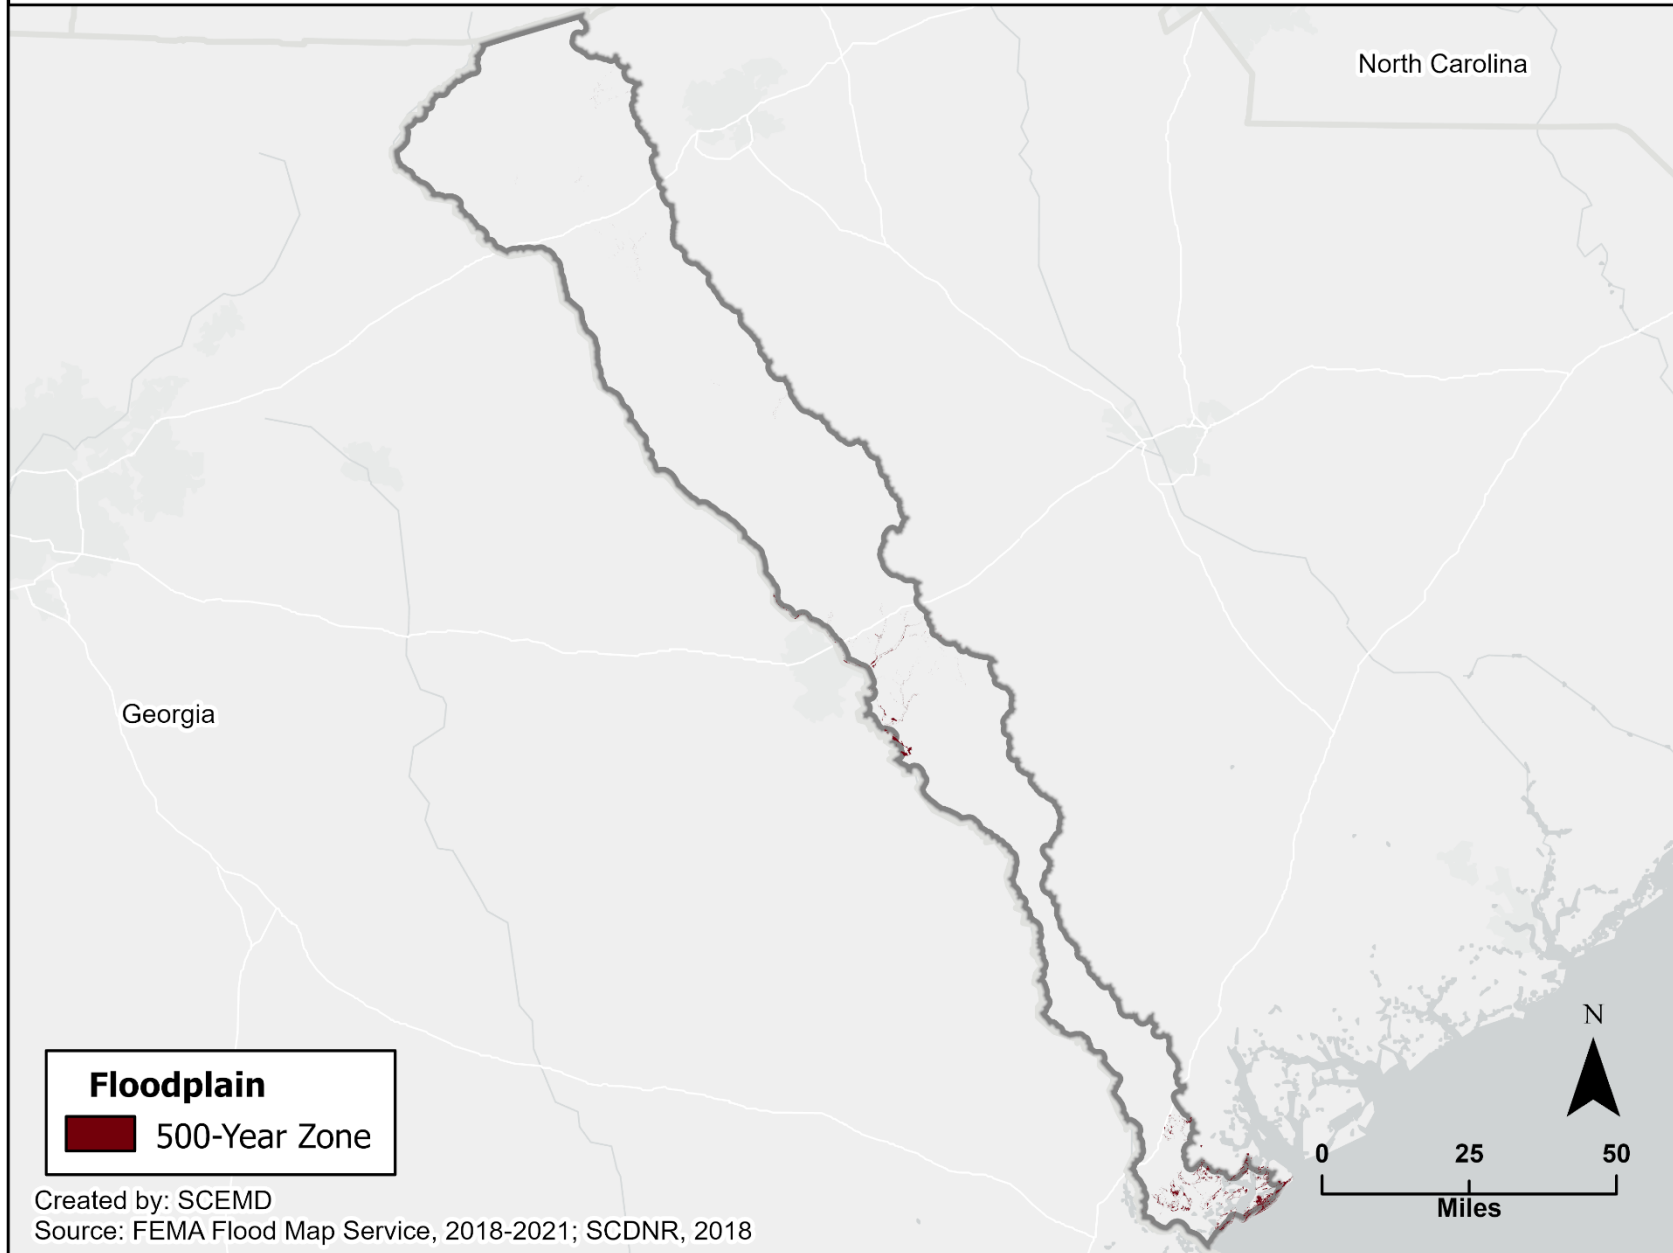 North Carolina
Georgia
N
0 25 50
Miles
Floodplain
500-Year Zone
Created by: SCEMD
Source: FEMA Flood Map Service, 2018-2021; SCDNR, 2018